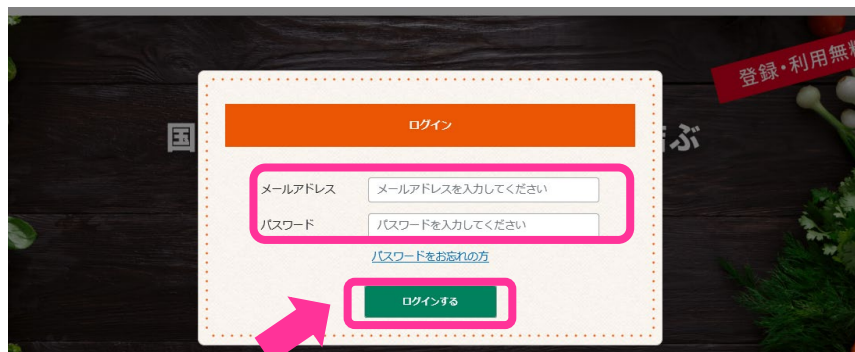 登録・利用無
ログイン
国
ぶ
メールアドレス メールアドレスを入力してください
パスワード パスワードを入力してください
パスワードをお忘れの方
ログインする